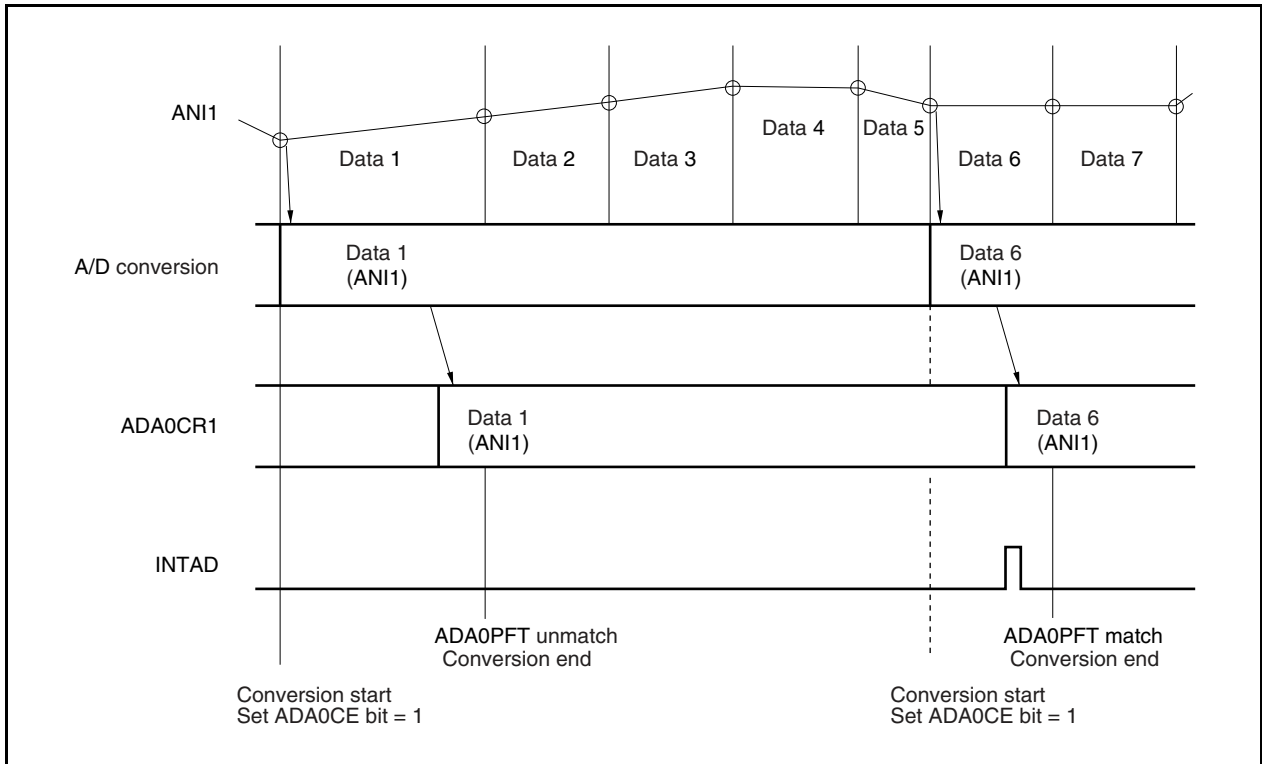 ANI1
Data 1
Data 2
Data 3
Data 4
Data 5
Data 6
Data 7
A/D conversion
Data 1
(ANI1)
Data 6
(ANI1)
ADA0CR1
Data 1
(ANI1)
Data 6
(ANI1)
INTAD
ADA0PFT unmatch
Conversion end
ADA0PFT match
Conversion end
Conversion start
Set ADA0CE bit = 1
Conversion start
Set ADA0CE bit = 1